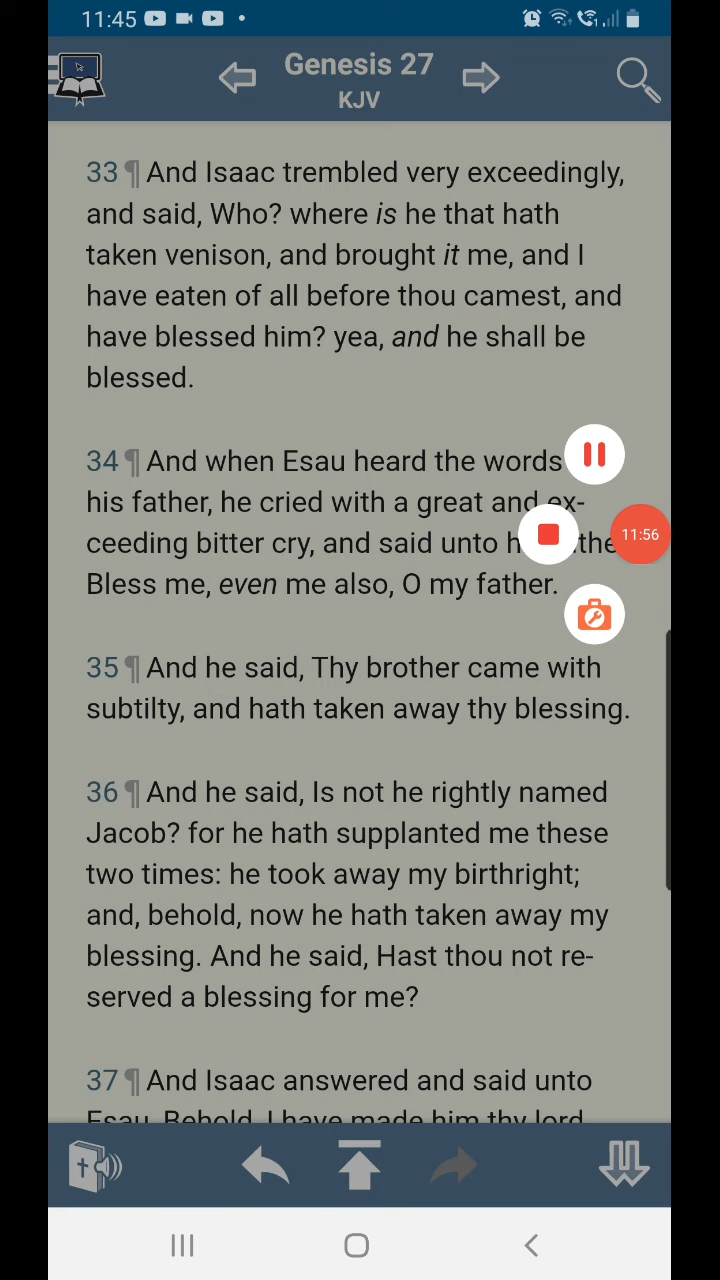 11:45
Genesis 27
KJV
33 ¶ And Isaac trembled very exceedingly,
and said, Who? where is he that hath
taken venison, and brought it me, and I
have eaten of all before thou camest, and
have blessed him? yea, and he shall be
blessed.
34 ¶ And when Esau heard the words
his father, he cried with a great and ex-
ceeding bitter cry, and said unto
Bless me, even me also, O my father.
11:56
35 ¶ And he said, Thy brother came with
subtilty, and hath taken away thy blessing.
36 ¶ And he said, Is not he rightly named
Jacob? for he hath supplanted me these
two times: he took away my birthright;
and, behold, now he hath taken away my
blessing. And he said, Hast thou not re-
served a blessing for me?
37 ¶ And Isaac answered and said unto
Esau, Behold, I have made him thy lord